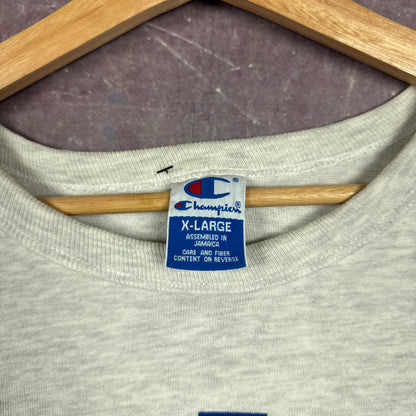 Champion
X-LARGE
ASSEMBLED IN
JAMAICA
CARE AND FIBER
CONTENT ON REVERSE